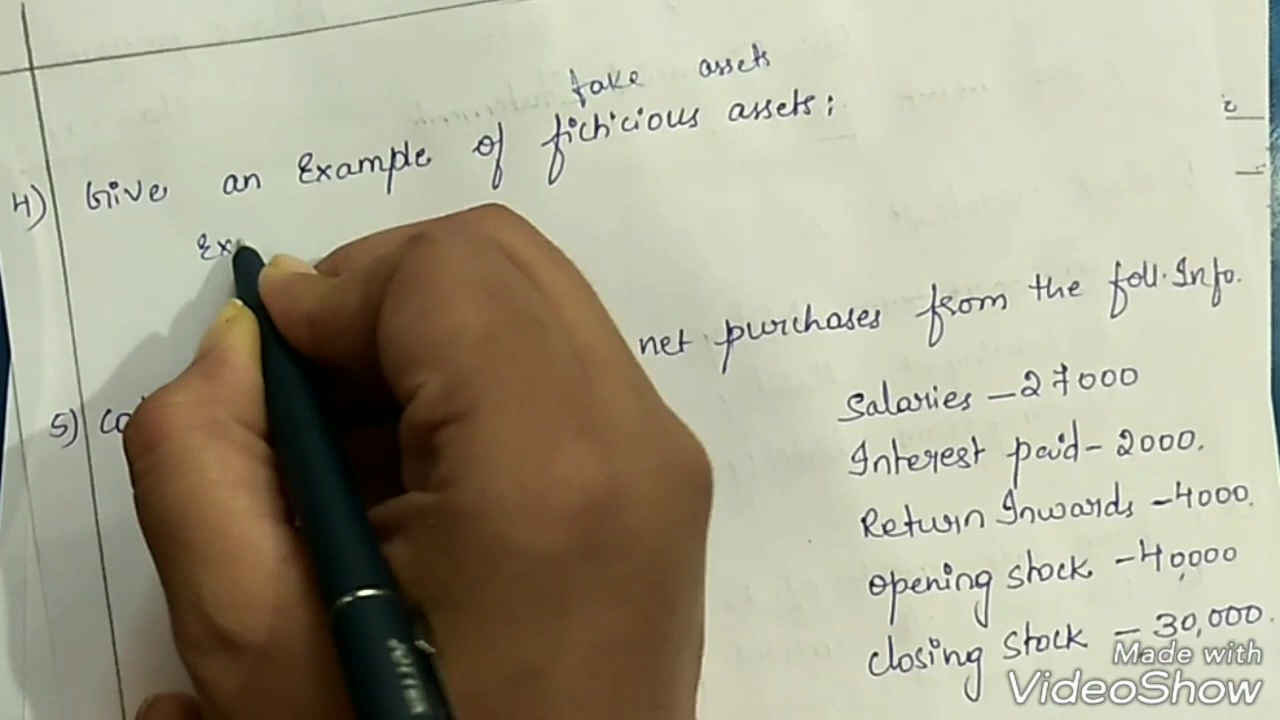 fake assets
4) Give an Example of fictitious assets:
Ex
5) net purchases from the foll. Info.
Salaries – 27000
Interest paid – 2000.
Return Inwards – 4000.
opening stock – 40,000
closing stock – 30,000.
Made with
VideoShow